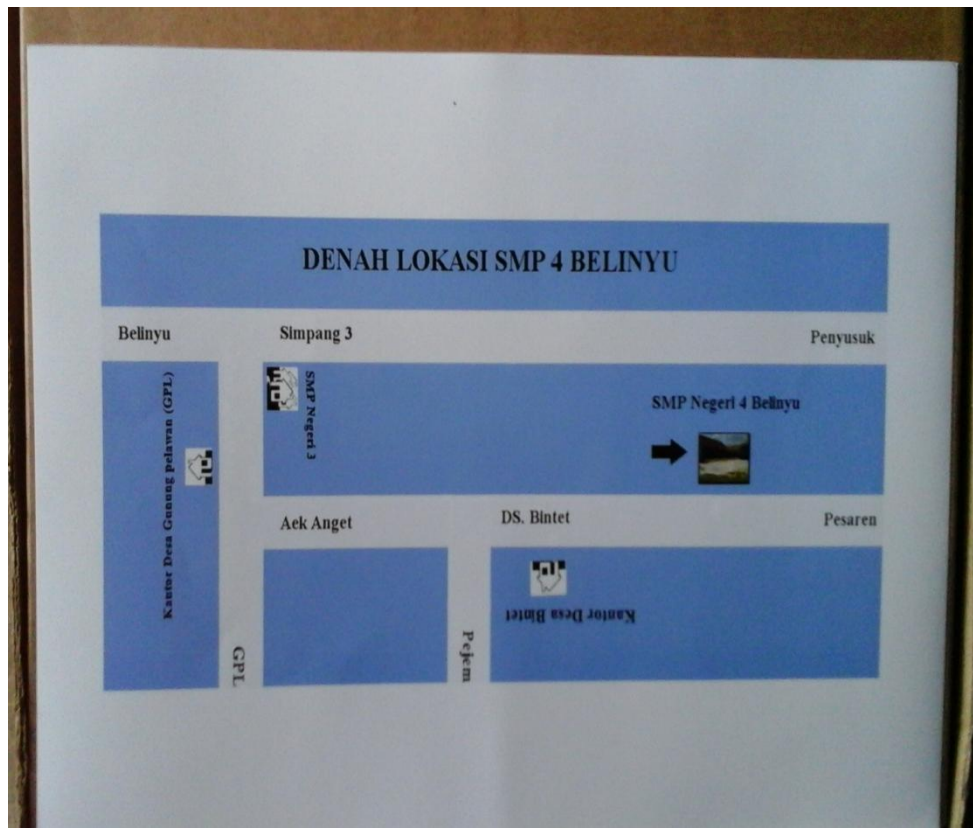 DENAH LOKASI SMP 4 BELINYU
Belinyu
Simpang 3
Penyusuk
Kantor Desa Gunung pelawan (GPL)
SMP Negeri 3
SMP Negeri 4 Belinyu
Aek Anget
DS. Bintet
Pesaren
Kantor Desa Bintet
GPL
Pejem